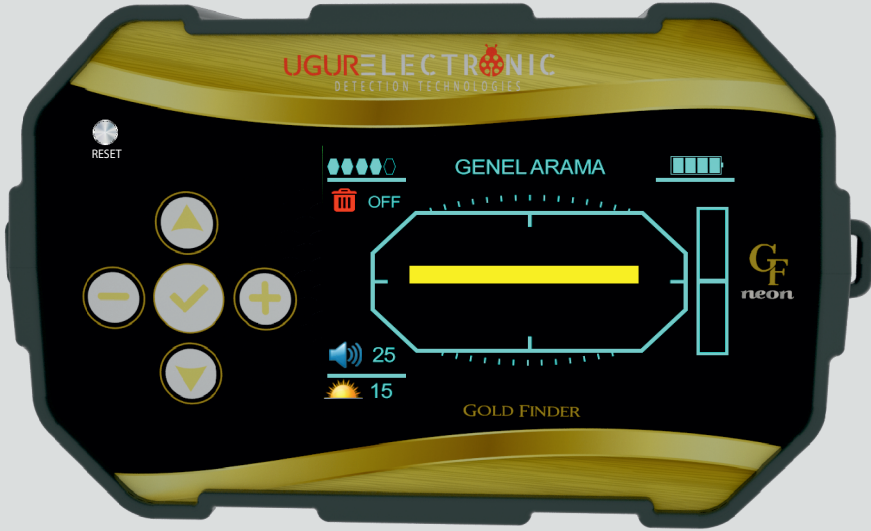 UGURELECTRONIC
DETECTION TECHNOLOGIES
RESET
GENEL ARAMA
OFF
GF
neon
25
15
GOLD FINDER